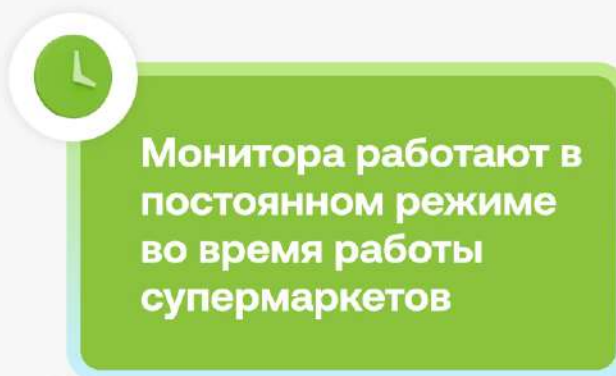 Монитора работают в
постоянном режиме
во время работы
супермаркетов